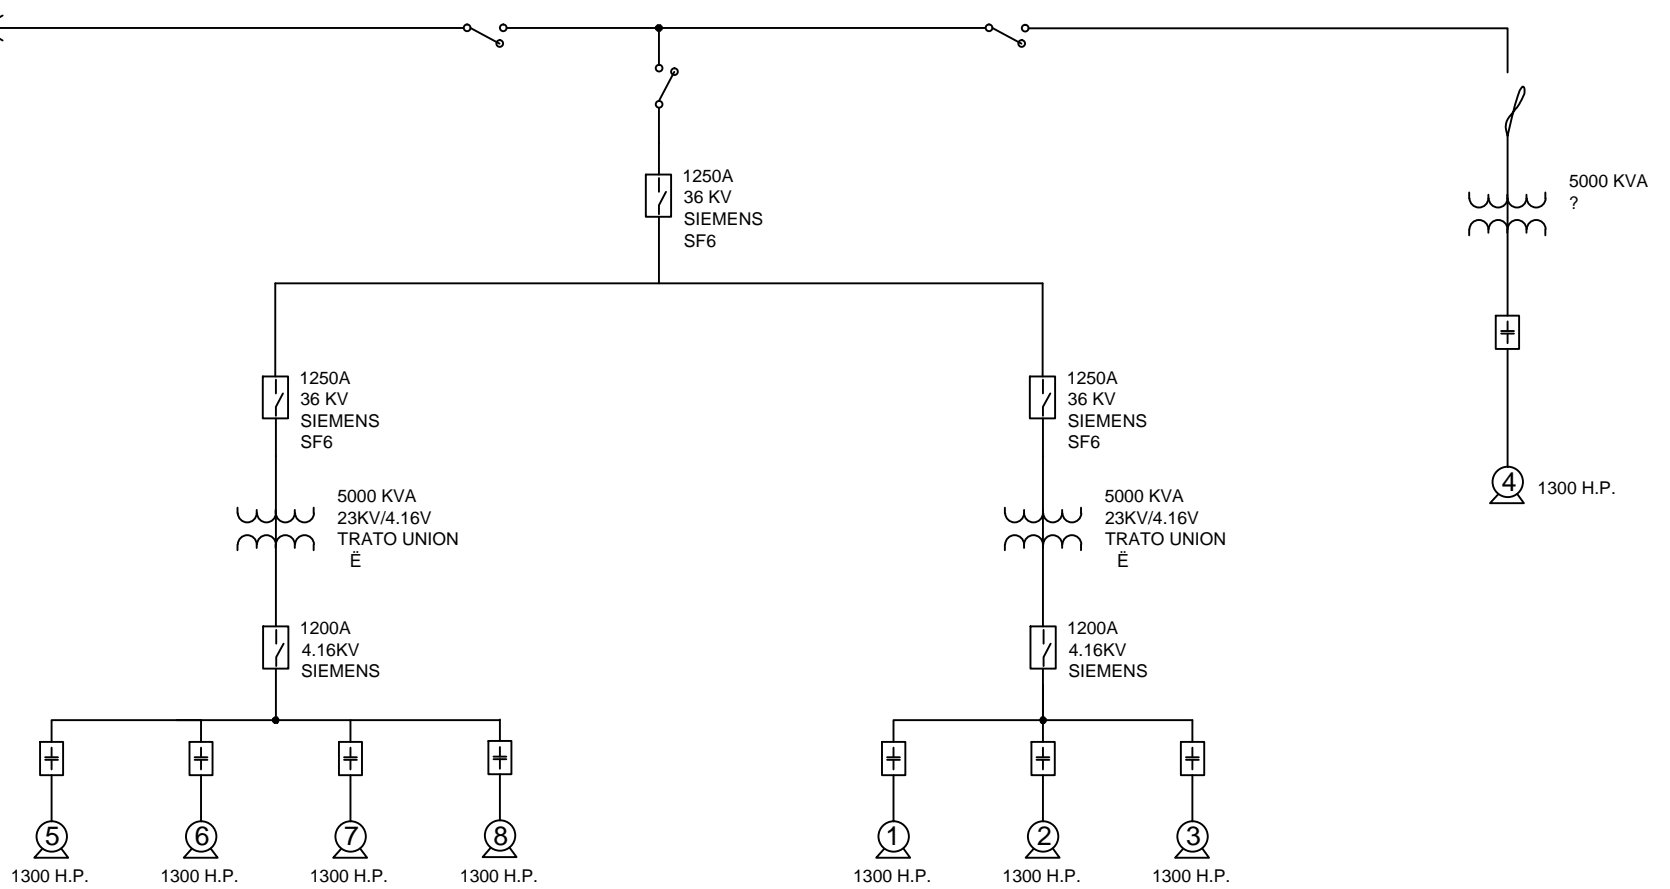 1250A
36 KV
SIEMENS
SF6
5000 KVA
?
1250A
36 KV
SIEMENS
SF6
1250A
36 KV
SIEMENS
SF6
5000 KVA
23KV/4.16V
TRATO UNION
Ë
5000 KVA
23KV/4.16V
TRATO UNION
Ë
4
1300 H.P.
1200A
4.16KV
SIEMENS
1200A
4.16KV
SIEMENS
5
6
7
8
1
2
3
1300 H.P.
1300 H.P.
1300 H.P.
1300 H.P.
1300 H.P.
1300 H.P.
1300 H.P.